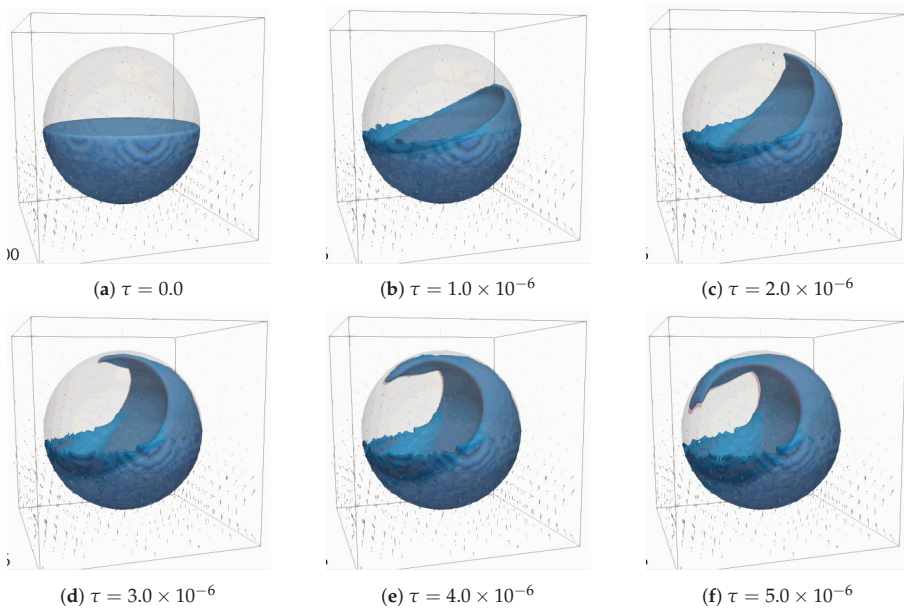 00
(a) τ = 0.0
(b) τ = 1.0 × 10⁻⁶
(c) τ = 2.0 × 10⁻⁶
(d) τ = 3.0 × 10⁻⁶
(e) τ = 4.0 × 10⁻⁶
(f) τ = 5.0 × 10⁻⁶